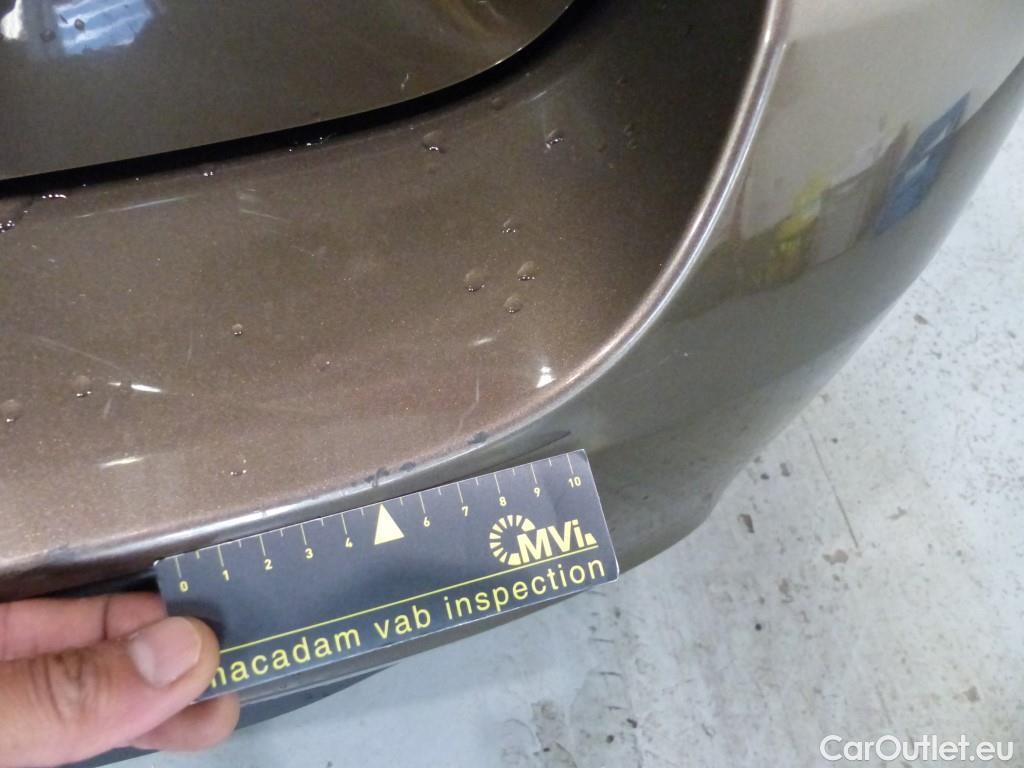 0 1 2 3 4 6 7 8 9 10
MVi
macadam vab inspection
CarOutlet.eu